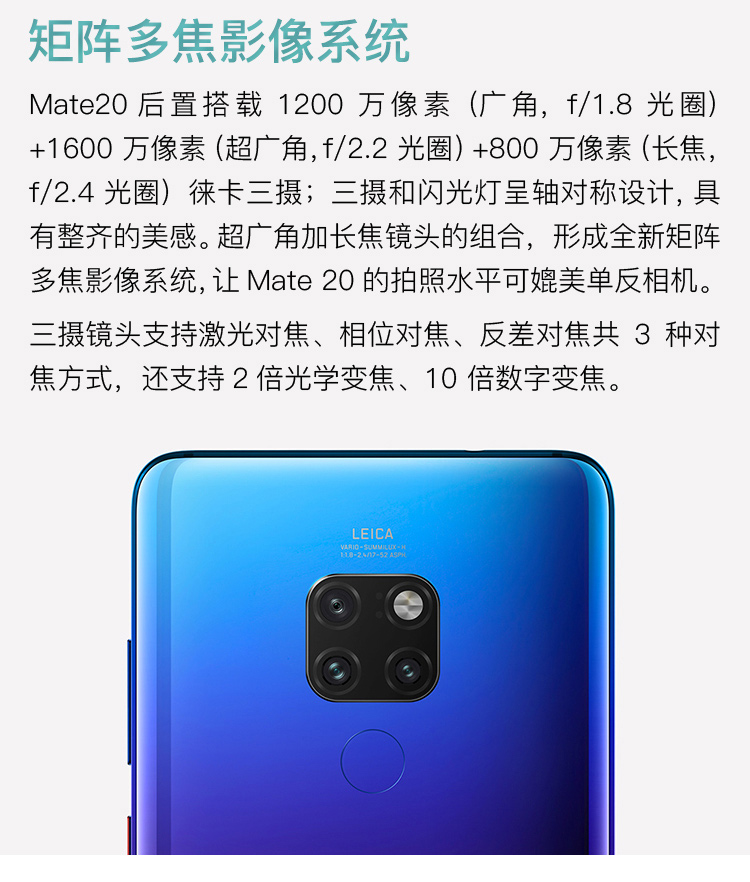 矩阵多焦影像系统
Mate20 后置搭载 1200 万像素 (广角, f/1.8 光圈)
+1600 万像素 (超广角, f/2.2 光圈) +800 万像素 (长焦,
f/2.4 光圈) 徕卡三摄; 三摄和闪光灯呈轴对称设计, 具
有整齐的美感。超广角加长焦镜头的组合, 形成全新矩阵
多焦影像系统, 让 Mate 20 的拍照水平可媲美单反相机。
三摄镜头支持激光对焦、相位对焦、反差对焦共 3 种对
焦方式, 还支持 2 倍光学变焦、10 倍数字变焦。
LEICA
VARIO-SUMMILUX-H
1:1.8-2.4/17-52 ASPH